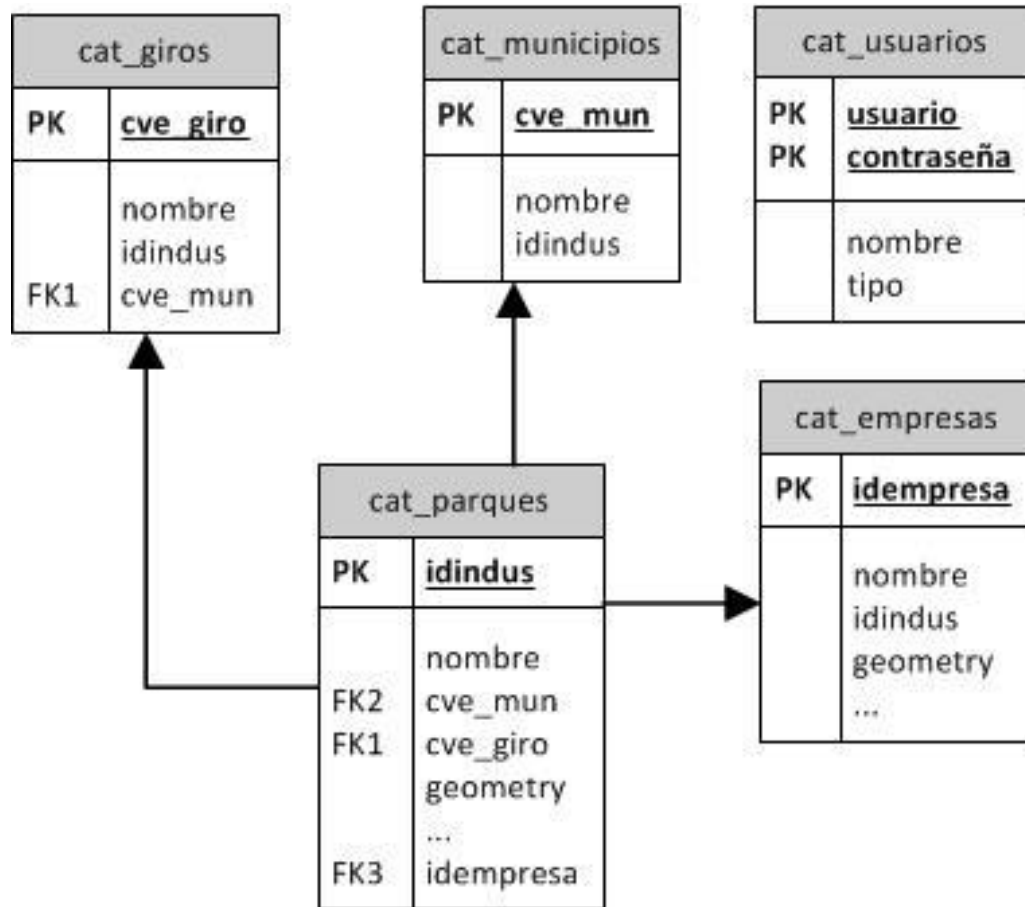 cat_giros
PK cve_giro
nombre
idindus
FK1 cve_mun
cat_municipios
PK cve_mun
nombre
idindus
cat_usuarios
PK usuario
PK contraseña
nombre
tipo
cat_empresas
PK idempresa
nombre
idindus
geometry
...
cat_parques
PK idindus
nombre
FK2 cve_mun
FK1 cve_giro
geometry
...
FK3 idempresa